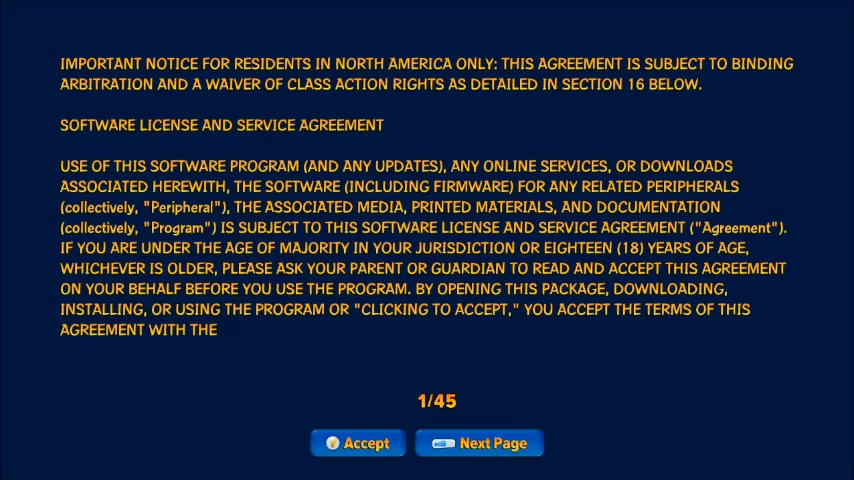 IMPORTANT NOTICE FOR RESIDENTS IN NORTH AMERICA ONLY: THIS AGREEMENT IS SUBJECT TO BINDING
ARBITRATION AND A WAIVER OF CLASS ACTION RIGHTS AS DETAILED IN SECTION 16 BELOW.
SOFTWARE LICENSE AND SERVICE AGREEMENT
USE OF THIS SOFTWARE PROGRAM (AND ANY UPDATES), ANY ONLINE SERVICES, OR DOWNLOADS
ASSOCIATED HEREWITH, THE SOFTWARE (INCLUDING FIRMWARE) FOR ANY RELATED PERIPHERALS
(collectively, "Peripheral"), THE ASSOCIATED MEDIA, PRINTED MATERIALS, AND DOCUMENTATION
(collectively, "Program") IS SUBJECT TO THIS SOFTWARE LICENSE AND SERVICE AGREEMENT ("Agreement").
IF YOU ARE UNDER THE AGE OF MAJORITY IN YOUR JURISDICTION OR EIGHTEEN (18) YEARS OF AGE,
WHICHEVER IS OLDER, PLEASE ASK YOUR PARENT OR GUARDIAN TO READ AND ACCEPT THIS AGREEMENT
ON YOUR BEHALF BEFORE YOU USE THE PROGRAM. BY OPENING THIS PACKAGE, DOWNLOADING,
INSTALLING, OR USING THE PROGRAM OR "CLICKING TO ACCEPT," YOU ACCEPT THE TERMS OF THIS
AGREEMENT WITH THE
1/45
Accept Next Page